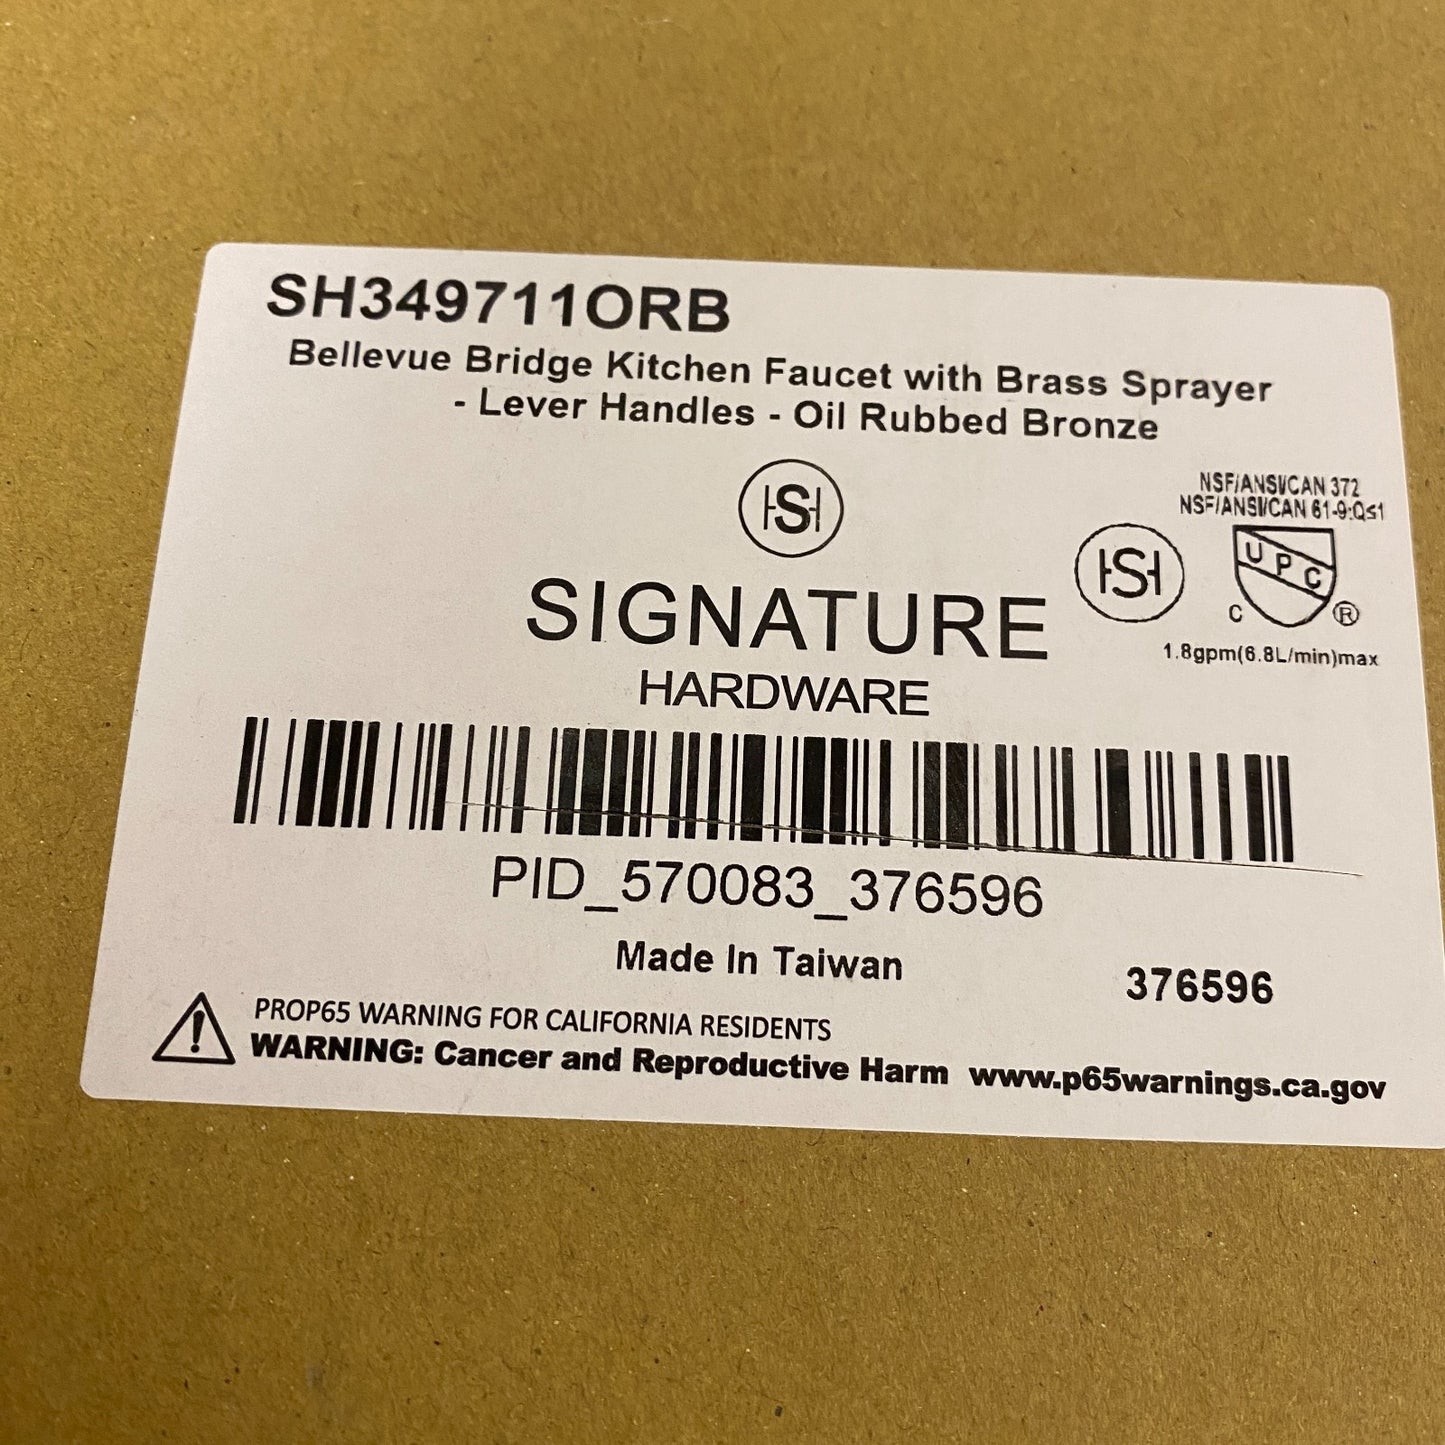 SH349711ORB
Bellevue Bridge Kitchen Faucet with Brass Sprayer
- Lever Handles - Oil Rubbed Bronze
HSH
SIGNATURE
HARDWARE
NSF/ANSI/CAN 372
NSF/ANSI/CAN 61-9:Q≤1
HSH
UPC
C ®
1.8gpm(6.8L/min)max
PID_570083_376596
Made In Taiwan
376596
PROP65 WARNING FOR CALIFORNIA RESIDENTS
WARNING: Cancer and Reproductive Harm www.p65warnings.ca.gov